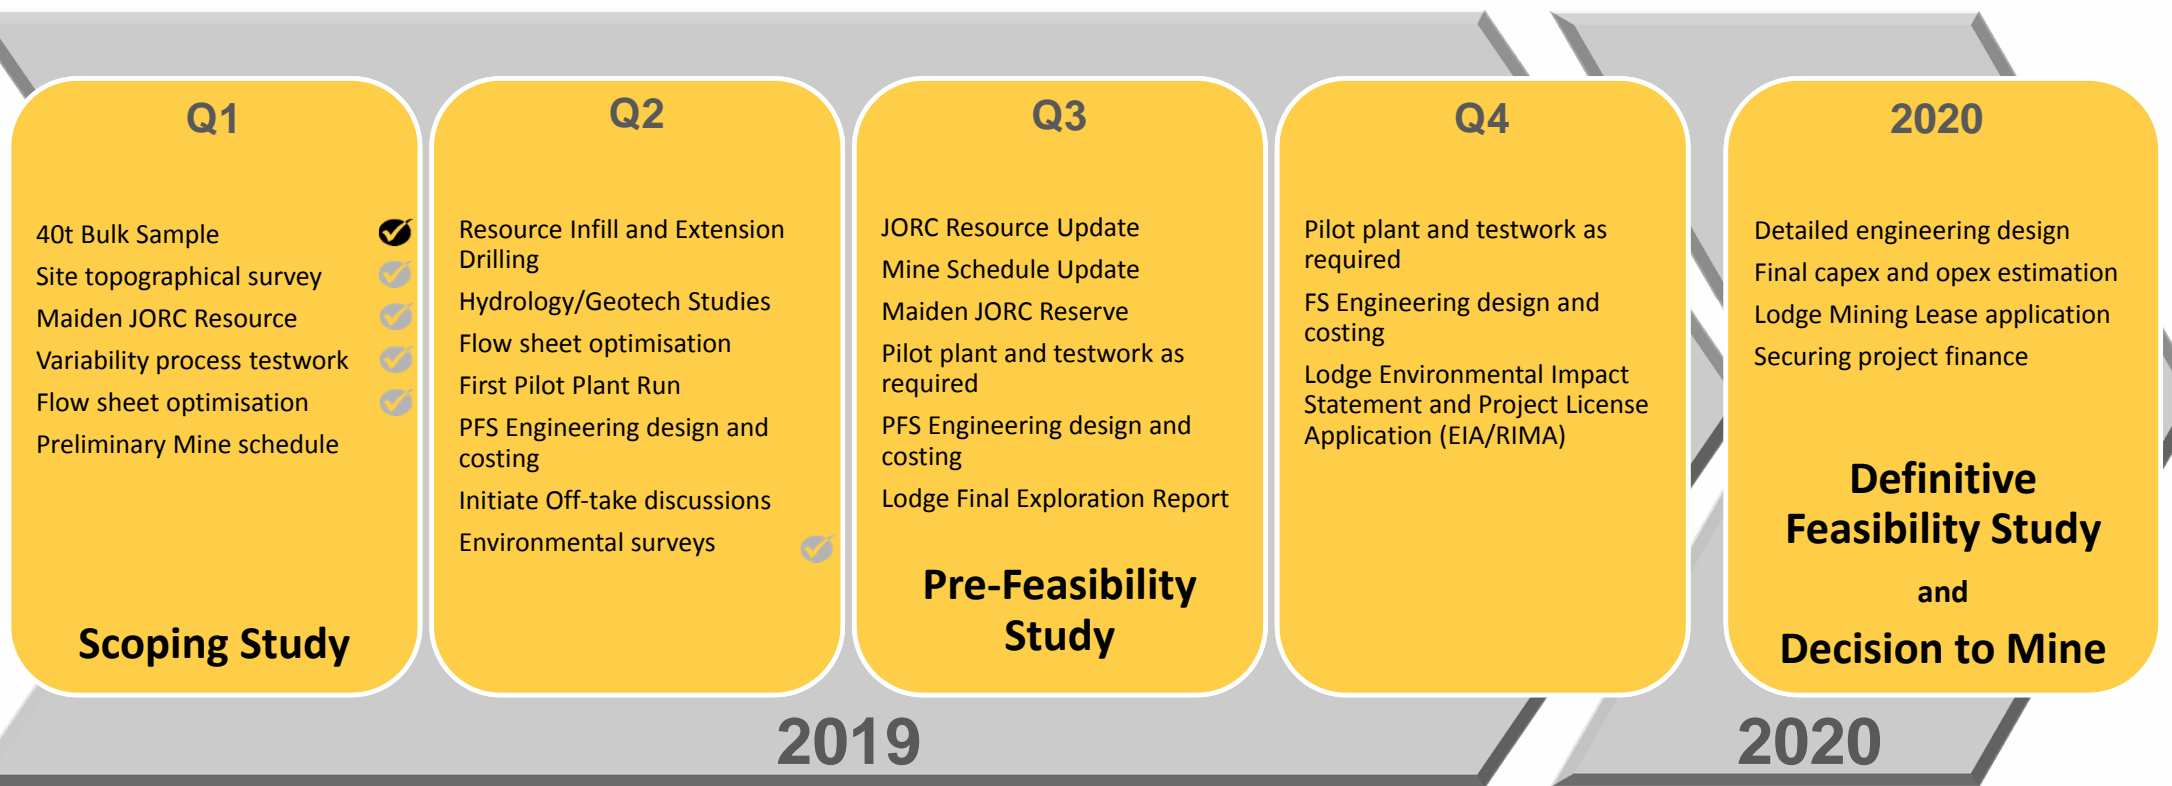 Q1
40t Bulk Sample
Site topographical survey
Maiden JORC Resource
Variability process testwork
Flow sheet optimisation
Preliminary Mine schedule
Scoping Study
Q2
Resource Infill and Extension
Drilling
Hydrology/Geotech Studies
Flow sheet optimisation
First Pilot Plant Run
PFS Engineering design and
costing
Initiate Off-take discussions
Environmental surveys
Q3
JORC Resource Update
Mine Schedule Update
Maiden JORC Reserve
Pilot plant and testwork as
required
PFS Engineering design and
costing
Lodge Final Exploration Report
Pre-Feasibility
Study
Q4
Pilot plant and testwork as
required
FS Engineering design and
costing
Lodge Environmental Impact
Statement and Project License
Application (EIA/RIMA)
2020
Detailed engineering design
Final capex and opex estimation
Lodge Mining Lease application
Securing project finance
Definitive
Feasibility Study
and
Decision to Mine
2019
2020